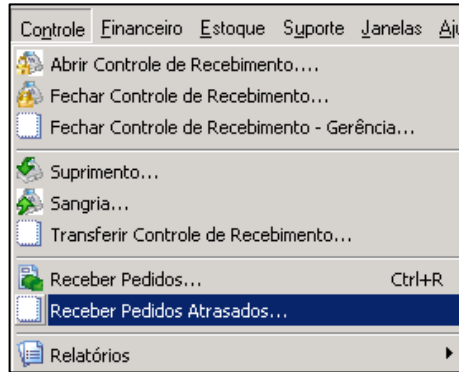 Controle Financeiro Estoque Suporte Janelas
Abrir Controle de Recebimento....
Fechar Controle de Recebimento...
Fechar Controle de Recebimento - Gerência...
Suprimento...
Sangria...
Transferir Controle de Recebimento...
Receber Pedidos... Ctrl+R
Receber Pedidos Atrasados...
Relatórios